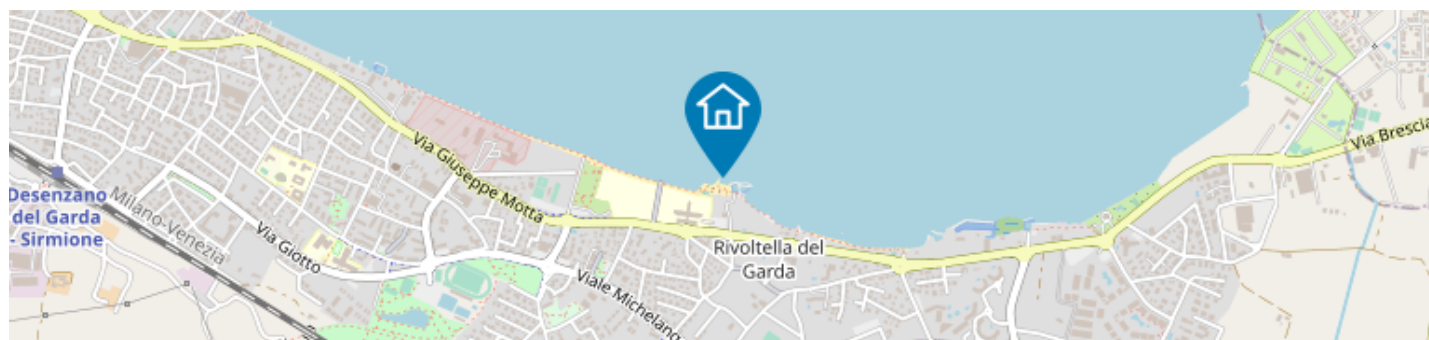 Via Giuseppe Motta
Via Brescia
Desenzano
del Garda
- Sirmione
Milano-Venezia
Via Giotto
Rivoltella del
Garda
Viale Michelang